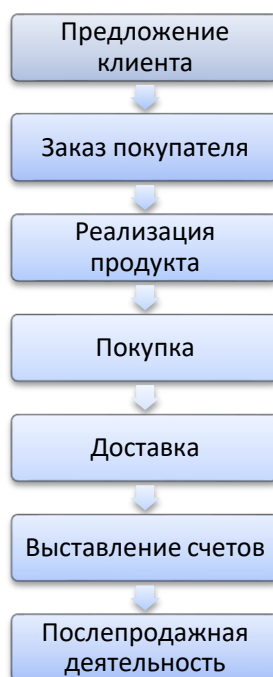 Предложение
клиента
Заказ покупателя
Реализация
продукта
Покупка
Доставка
Выставление счетов
Послепродажная
деятельность